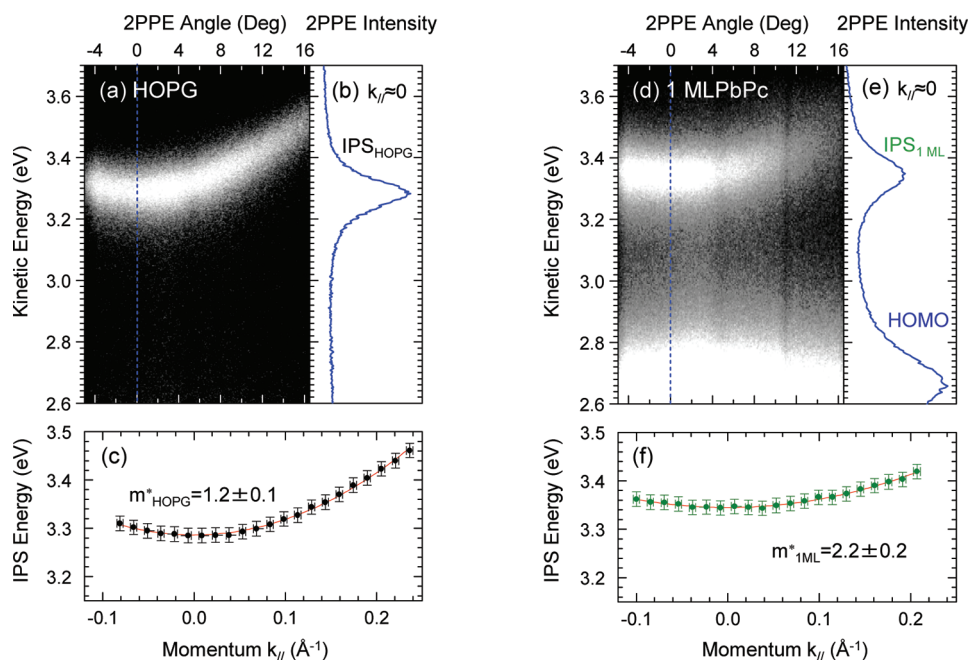 2PPE Angle (Deg) 2PPE Intensity
-4 0 4 8 12 16
(a) HOPG
(b) k//≈0
IPS HOPG
3.6
3.4
3.2
3.0
2.8
2.6
Kinetic Energy (eV)
(c)
m*HOPG=1.2±0.1
3.5
3.4
3.3
3.2
IPS Energy (eV)
-0.1 0.0 0.1 0.2
Momentum k// (Å-1)
2PPE Angle (Deg) 2PPE Intensity
-4 0 4 8 12 16
(d) 1 MLPbPc
(e) k//≈0
IPS 1 ML
HOMO
3.6
3.4
3.2
3.0
2.8
2.6
Kinetic Energy (eV)
(f)
m*1ML=2.2±0.2
3.5
3.4
3.3
3.2
IPS Energy (eV)
-0.1 0.0 0.1 0.2
Momentum k// (Å-1)